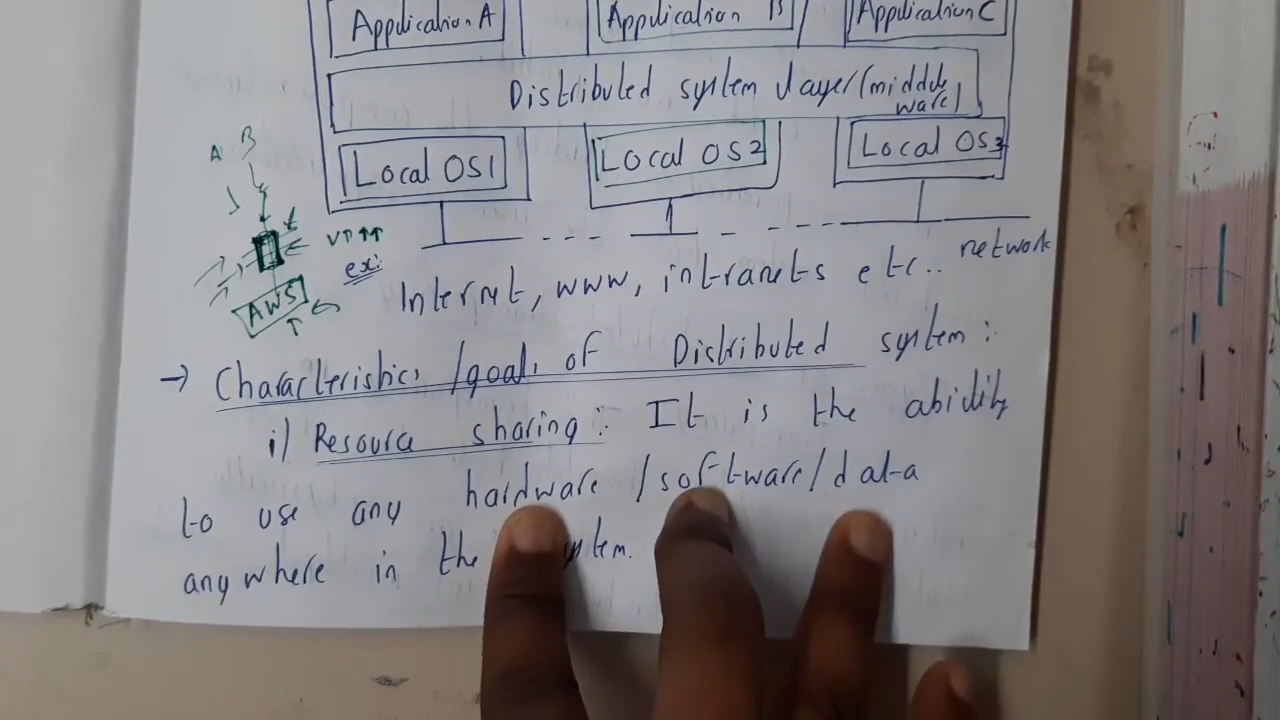 Application A
Application B
Application C
Distributed system layer (middle
ware)
Local OS1
Local OS2
Local OS3
A
B
V↑ ↑↑
AWS
network
ex:
Internet, www, intranets etc..
→ Characteristics/goals of Distributed system:
i) Resource sharing: It is the ability
to use any hardware/software/data
anywhere in the system.